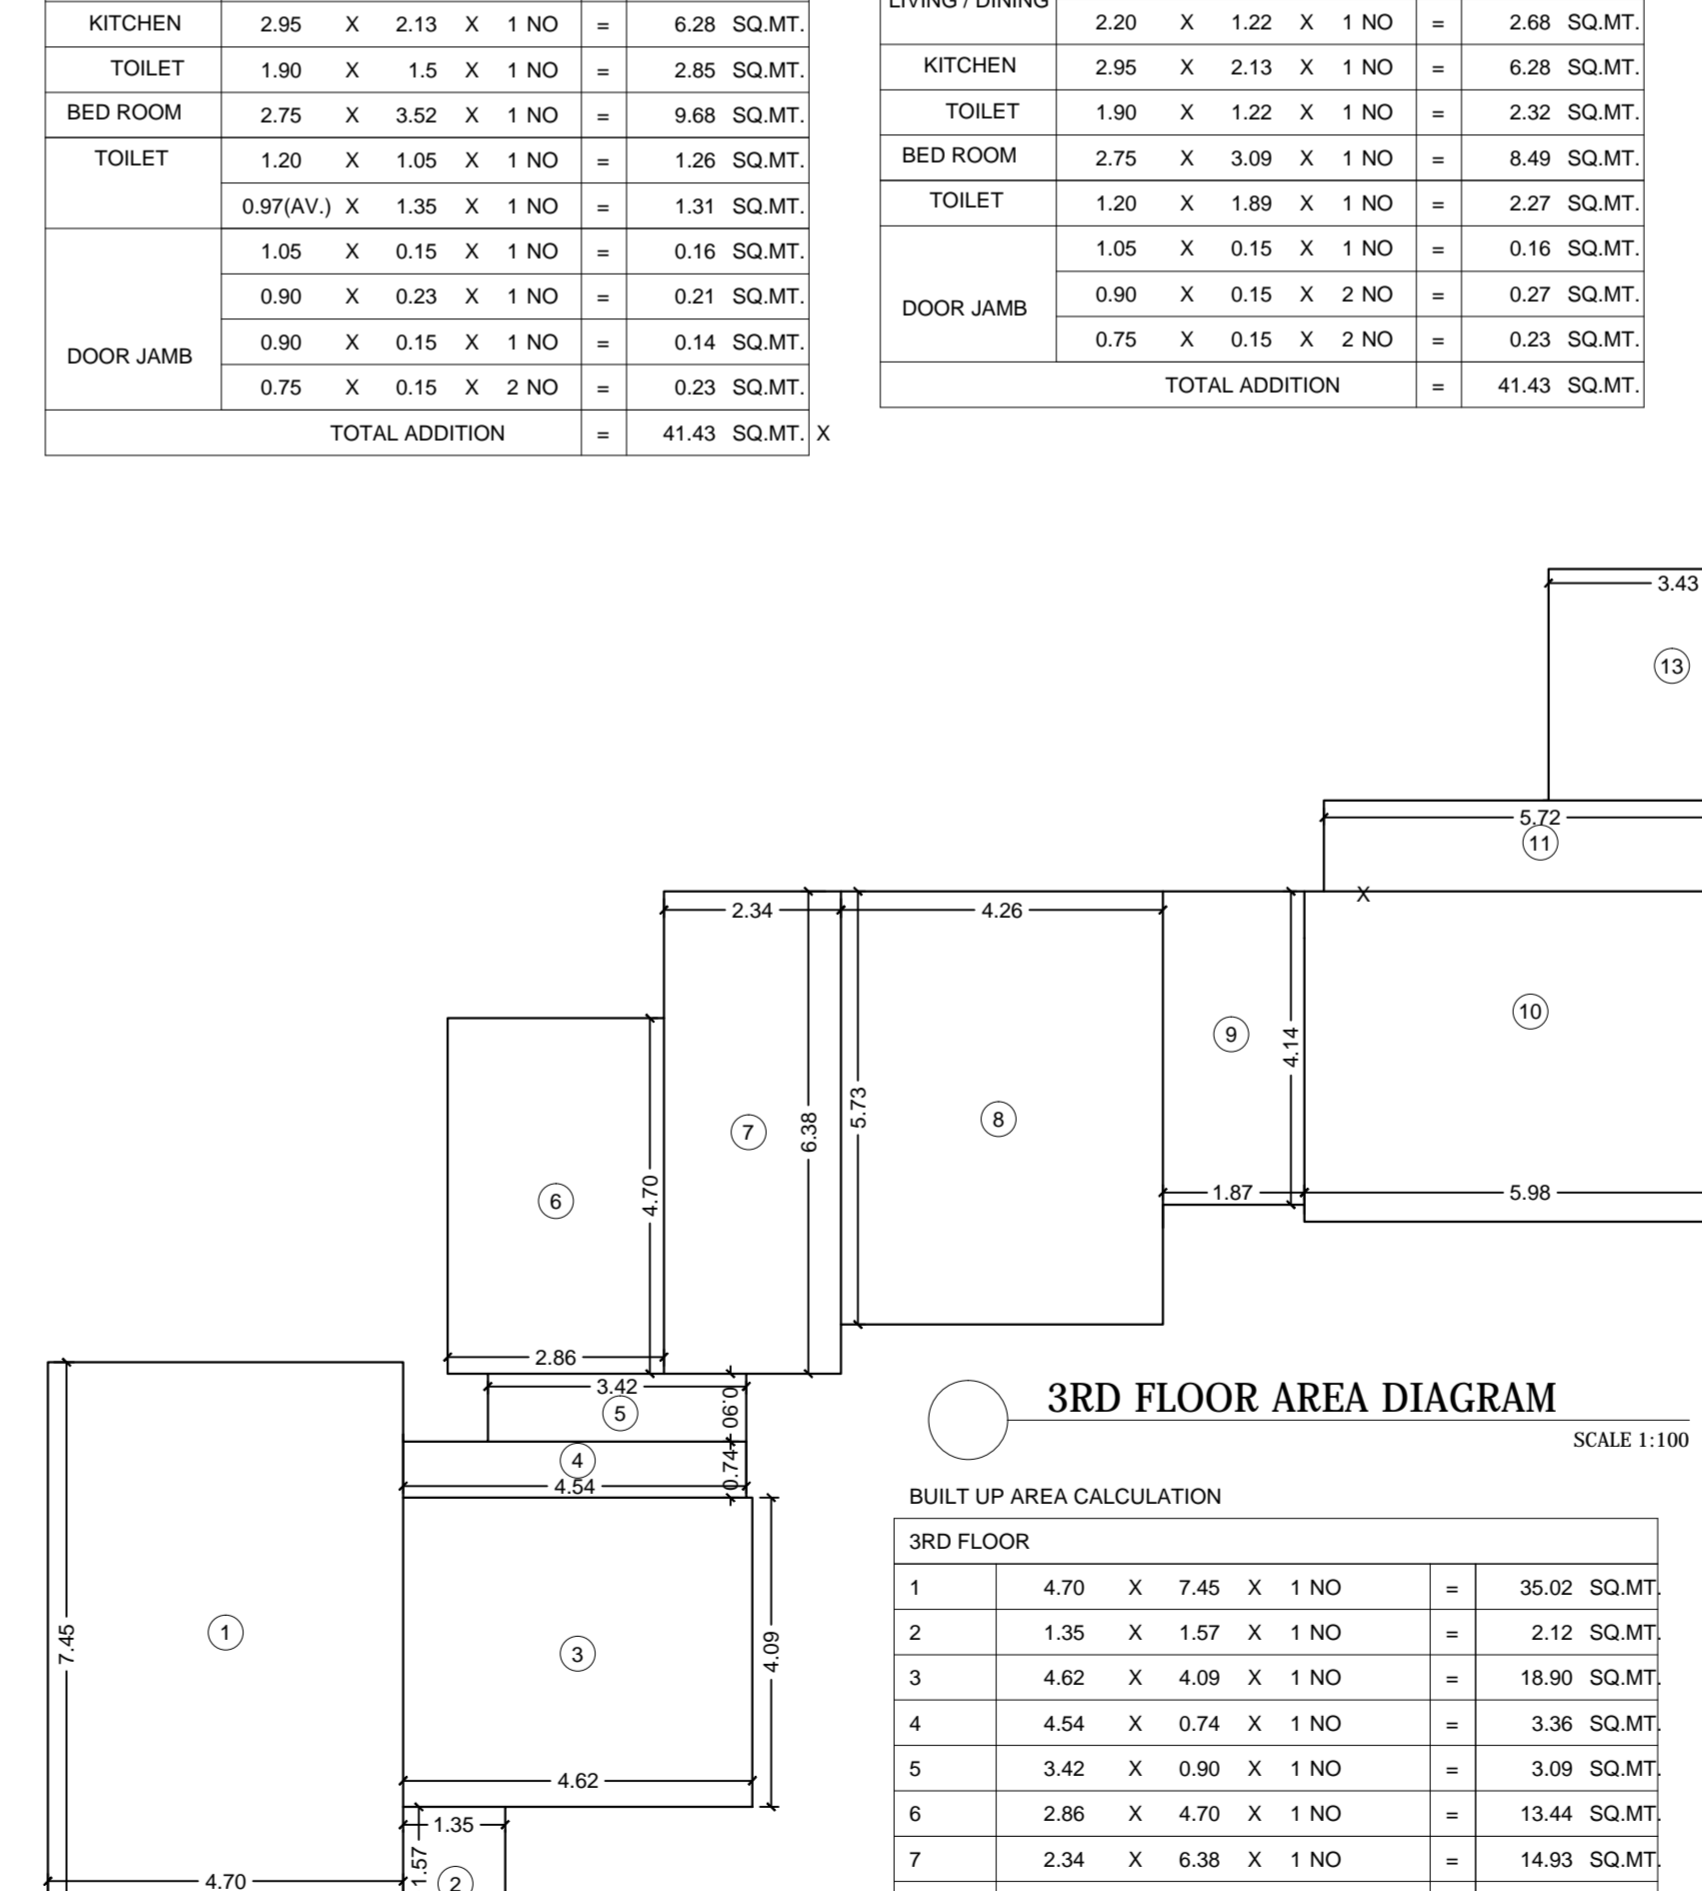 KITCHEN 2.95 X 2.13 X 1 NO = 6.28 SQ.MT.
TOILET 1.90 X 1.5 X 1 NO = 2.85 SQ.MT.
BED ROOM 2.75 X 3.52 X 1 NO = 9.68 SQ.MT.
TOILET 1.20 X 1.05 X 1 NO = 1.26 SQ.MT.
0.97(AV.) X 1.35 X 1 NO = 1.31 SQ.MT.
1.05 X 0.15 X 1 NO = 0.16 SQ.MT.
0.90 X 0.23 X 1 NO = 0.21 SQ.MT.
DOOR JAMB 0.90 X 0.15 X 1 NO = 0.14 SQ.MT.
0.75 X 0.15 X 2 NO = 0.23 SQ.MT.
TOTAL ADDITION = 41.43 SQ.MT. X
LIVING / DINING
2.20 X 1.22 X 1 NO = 2.68 SQ.MT.
KITCHEN 2.95 X 2.13 X 1 NO = 6.28 SQ.MT.
TOILET 1.90 X 1.22 X 1 NO = 2.32 SQ.MT.
BED ROOM 2.75 X 3.09 X 1 NO = 8.49 SQ.MT.
TOILET 1.20 X 1.89 X 1 NO = 2.27 SQ.MT.
1.05 X 0.15 X 1 NO = 0.16 SQ.MT.
DOOR JAMB 0.90 X 0.15 X 2 NO = 0.27 SQ.MT.
0.75 X 0.15 X 2 NO = 0.23 SQ.MT.
TOTAL ADDITION = 41.43 SQ.MT.
3.43
13
5.72
11
X
2.34
4.26
10
9
4.14
5.73
8
7
6.38
6
4.70
1.87
5.98
2.86
3.42
0.90
5
4
0.74
4.54
7.45
1
3
4.09
4.62
1.35
1.57
4.70
2
3RD FLOOR AREA DIAGRAM
SCALE 1:100
BUILT UP AREA CALCULATION
3RD FLOOR
1 4.70 X 7.45 X 1 NO = 35.02 SQ.MT.
2 1.35 X 1.57 X 1 NO = 2.12 SQ.MT.
3 4.62 X 4.09 X 1 NO = 18.90 SQ.MT.
4 4.54 X 0.74 X 1 NO = 3.36 SQ.MT.
5 3.42 X 0.90 X 1 NO = 3.09 SQ.MT.
6 2.86 X 4.70 X 1 NO = 13.44 SQ.MT.
7 2.34 X 6.38 X 1 NO = 14.93 SQ.MT.